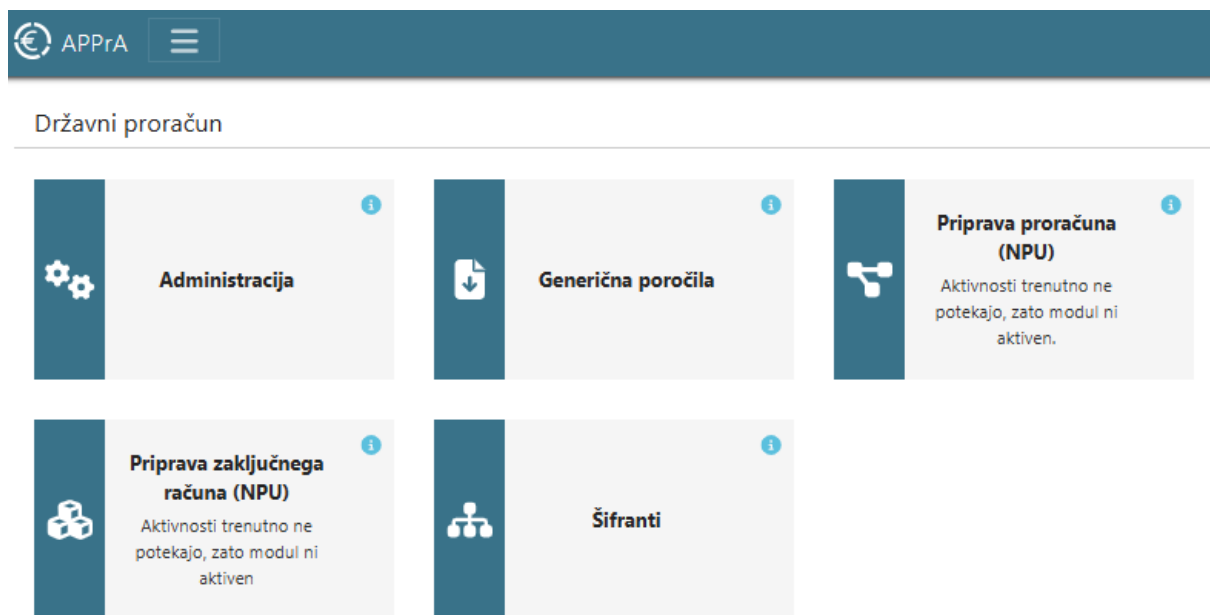 APPrA
Državni proračun
Administracija
Generična poročila
Priprava proračuna
(NPU)
Aktivnosti trenutno ne
potekajo, zato modul ni
aktiven.
Priprava zaključnega
računa (NPU)
Aktivnosti trenutno ne
potekajo, zato modul ni
aktiven
Šifranti